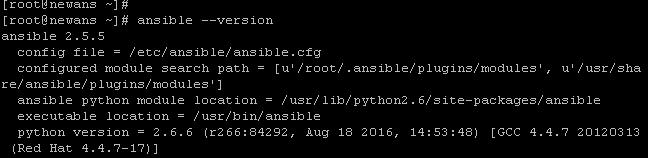 [root@newans ~]#
[root@newans ~]# ansible --version
ansible 2.5.5
  config file = /etc/ansible/ansible.cfg
  configured module search path = [u'/root/.ansible/plugins/modules', u'/usr/sha
re/ansible/plugins/modules']
  ansible python module location = /usr/lib/python2.6/site-packages/ansible
  executable location = /usr/bin/ansible
  python version = 2.6.6 (r266:84292, Aug 18 2016, 14:53:48) [GCC 4.4.7 20120313
 (Red Hat 4.4.7-17)]